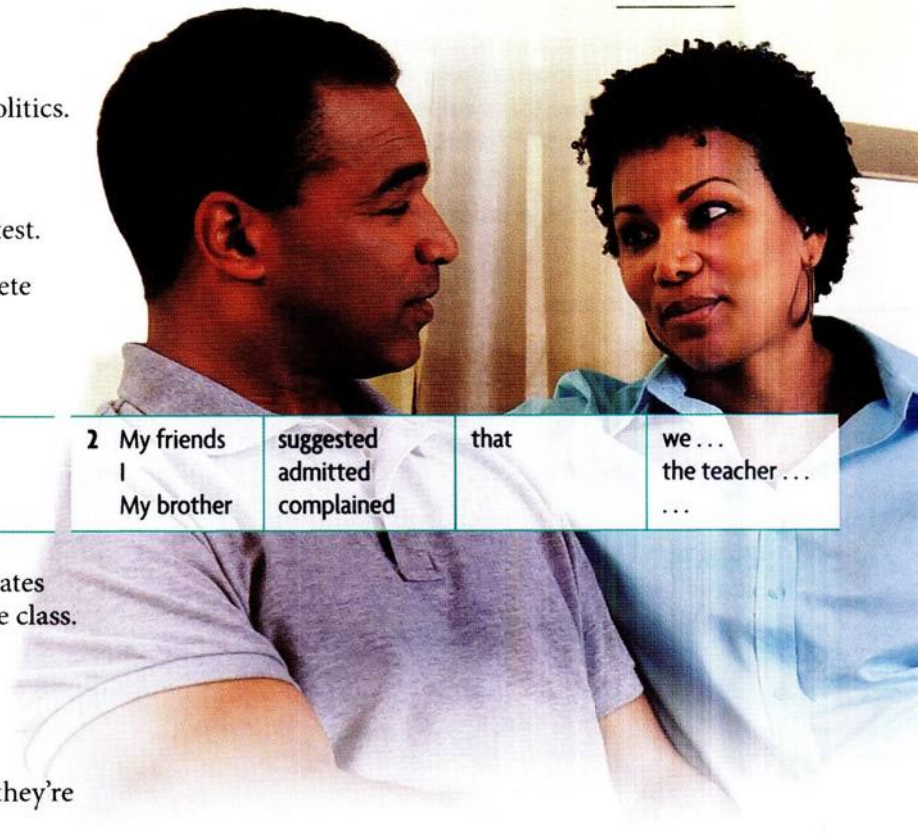 olitics.
est.
ete
2 My friends suggested that we ...
I admitted the teacher ...
My brother complained ...
ates
e class.
they're